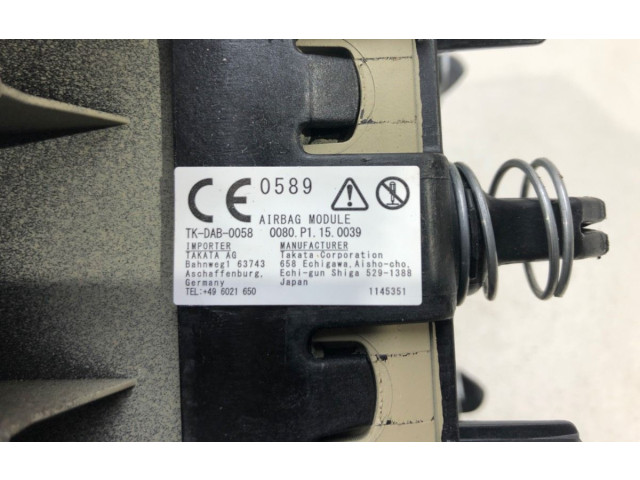 CE 0589
AIRBAG MODULE
TK-DAB-0058 0080.P1.15.0039
IMPORTER
TAKATA AG
Bahnweg1 63743
Aschaffenburg,
Germany
TEL:+49 6021 650
MANUFACTURER
Takata Corporation
658 Echigawa,Aisho-cho,
Echi-gun Shiga 529-1388
Japan
1145351